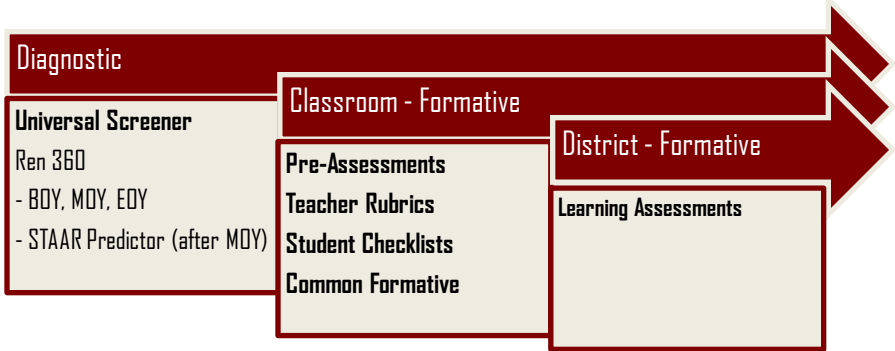 Diagnostic
Universal Screener
Ren 360
- BOY, MOY, EOY
- STAAR Predictor (after MOY)
Classroom - Formative
Pre-Assessments
Teacher Rubrics
Student Checklists
Common Formative
District - Formative
Learning Assessments